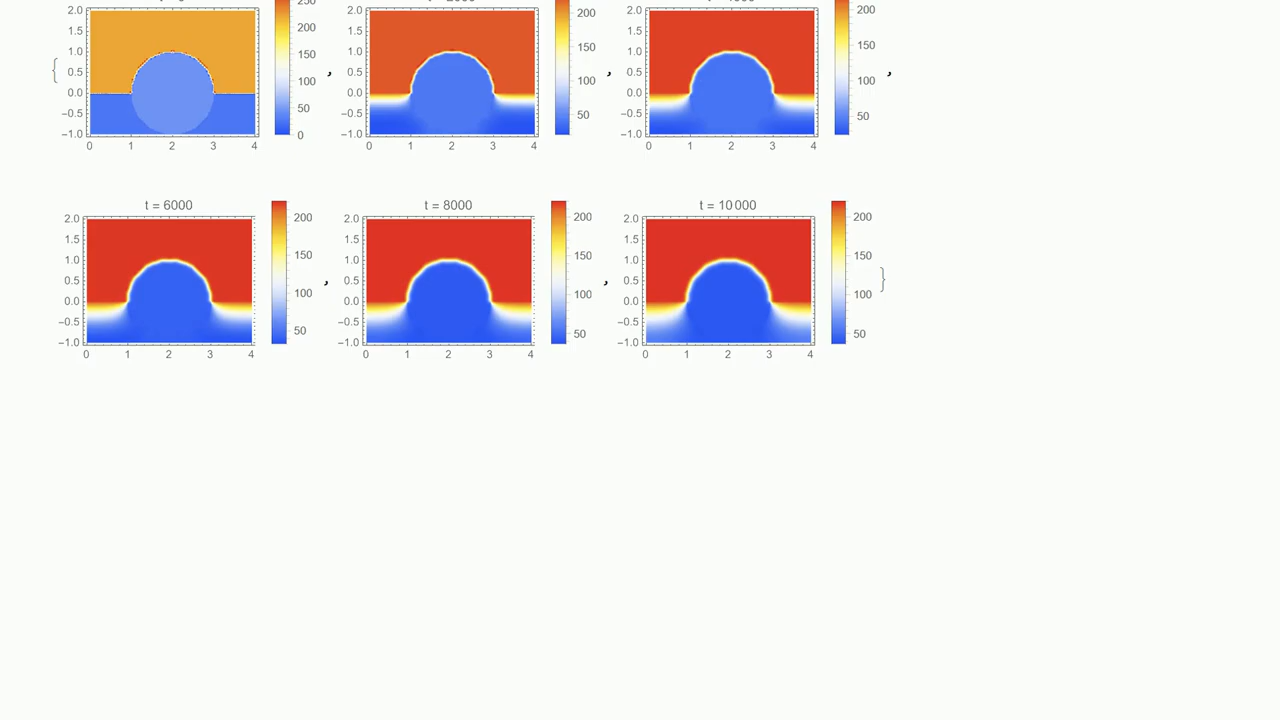 250
2.0 2.0 2.0 200
1.5 200 1.5 200 1.5 200
1.0 150 1.0 150 1.0 150
{ 0.5 100 , 0.5 , 0.5 ,
0.0 0.0 100 0.0 100
-0.5 50 -0.5 50 -0.5 50
-1.0 0 -1.0 -1.0
0 1 2 3 4 0 1 2 3 4 0 1 2 3 4
t = 6000 t = 8000 t = 10 000
2.0 200 2.0 200 2.0 200
1.5 1.5 1.5
1.0 150 1.0 150 1.0 150
0.5 , 0.5 , 0.5 }
0.0 100 0.0 100 0.0 100
-0.5 50 -0.5 50 -0.5 50
-1.0 -1.0 -1.0
0 1 2 3 4 0 1 2 3 4 0 1 2 3 4